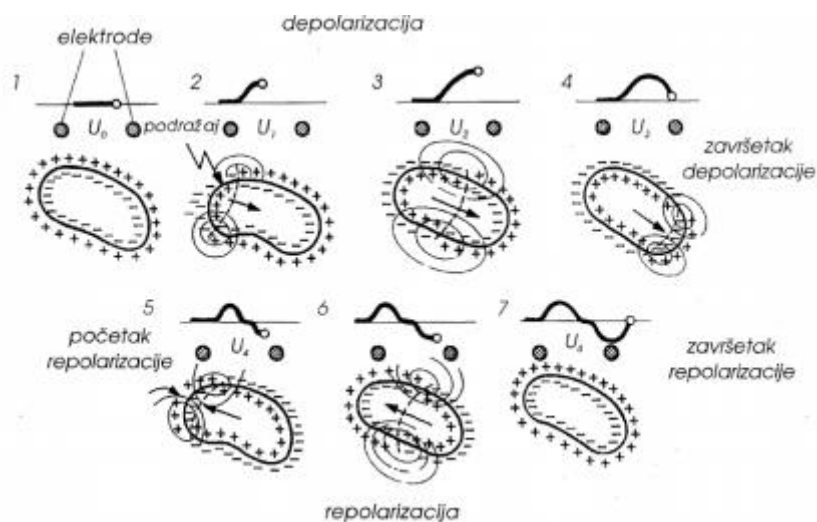 depolarizacija
elektrode
1
2
3
4
U₀
podražaj
U₁
U₂
U₃
završetak
depolarizacije
5
6
7
početak
repolarizacije
U₄
U₆
završetak
repolarizacije
repolarizacija